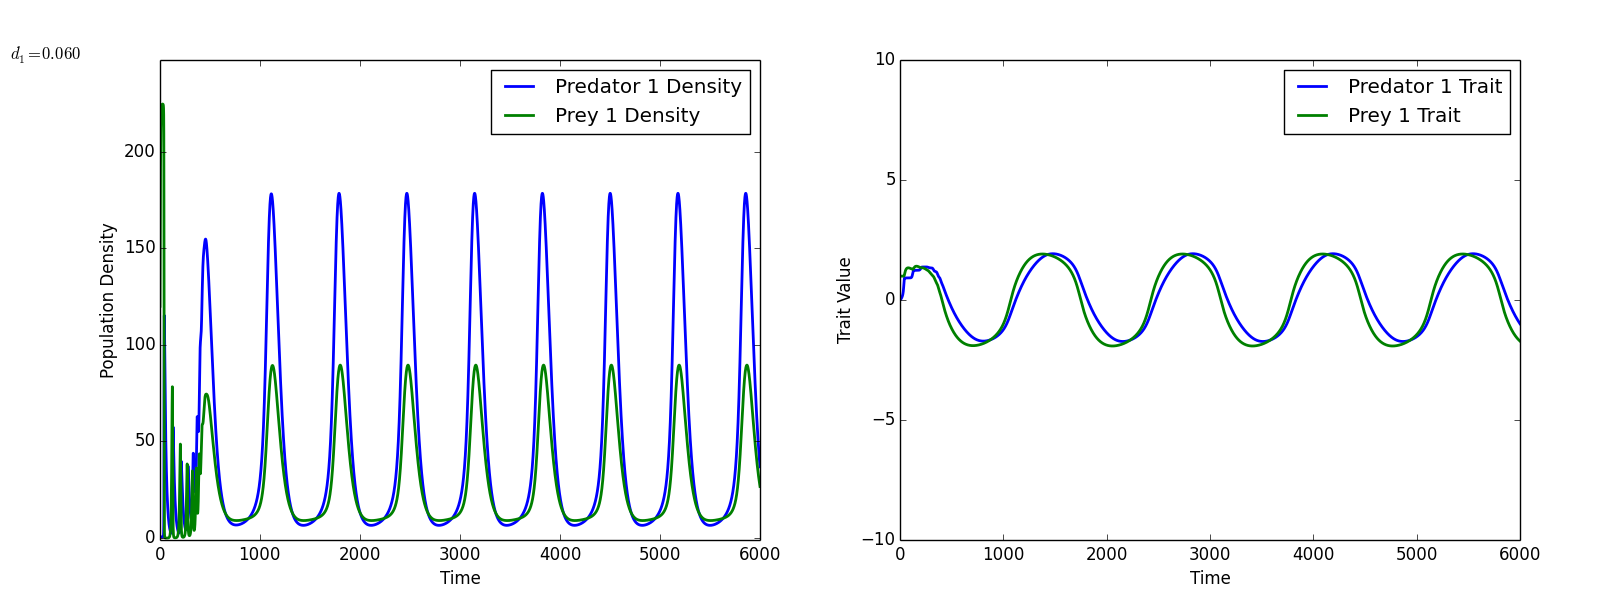 d₁=0.060
Predator 1 Density
Prey 1 Density
Population Density
200
150
100
50
0
0 1000 2000 3000 4000 5000 6000
Time
Predator 1 Trait
Prey 1 Trait
Trait Value
10
5
0
−5
−10
0 1000 2000 3000 4000 5000 6000
Time